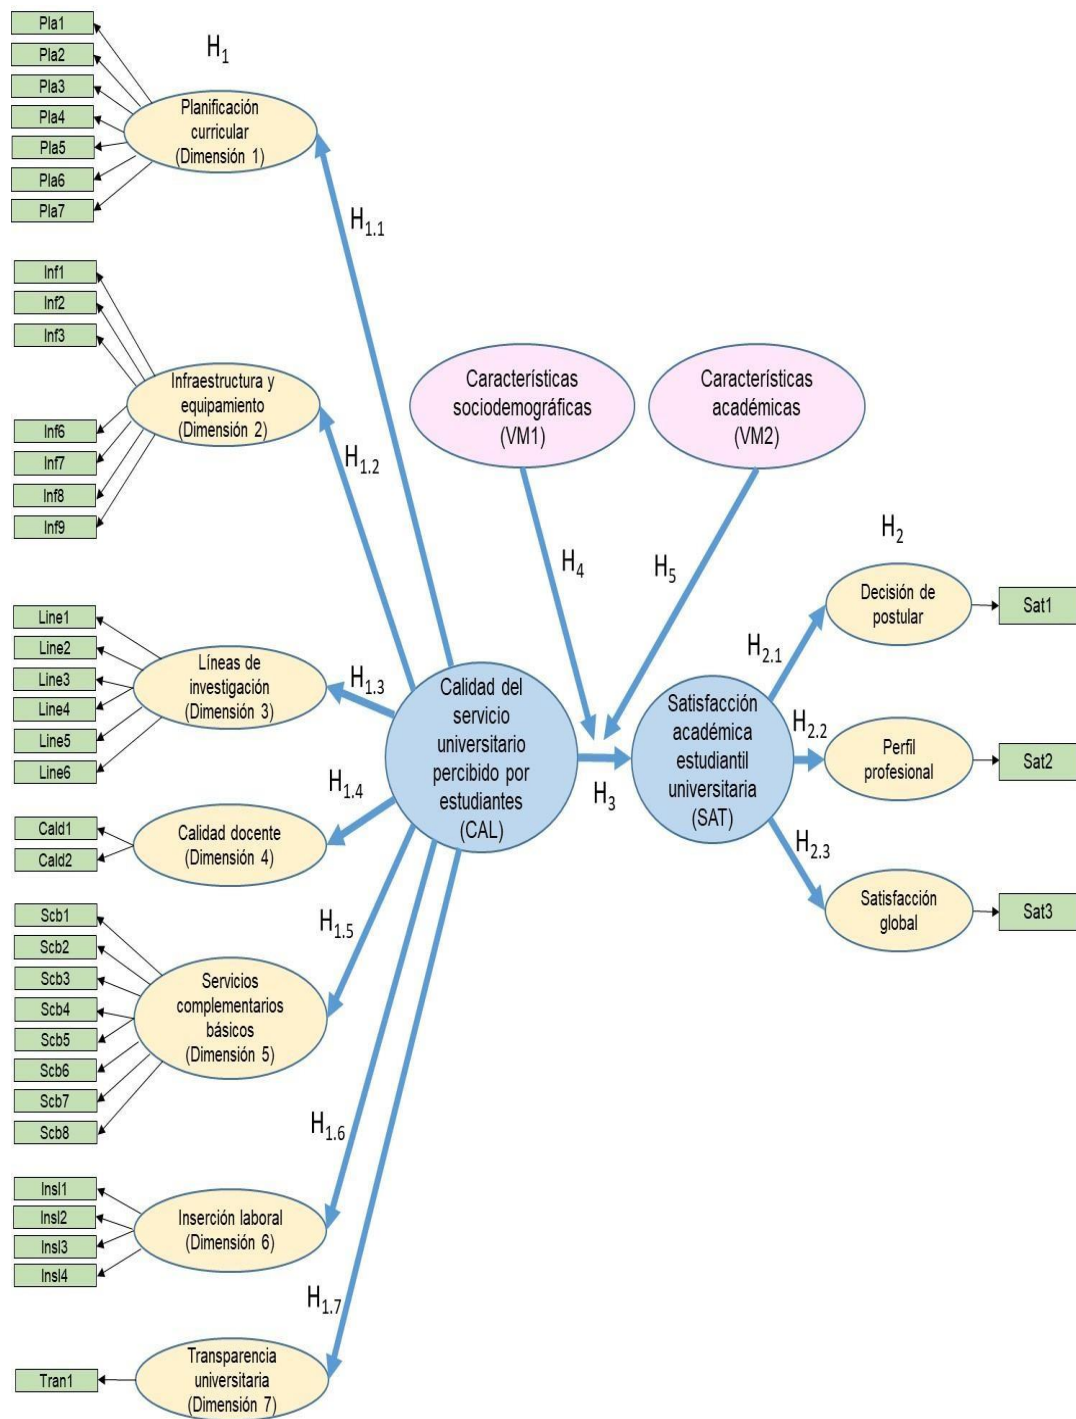 Pla1
Pla2
Pla3
Pla4
Pla5
Pla6
Pla7
H1
Planificación
curricular
(Dimensión 1)
H1.1
Inf1
Inf2
Inf3
Inf6
Inf7
Inf8
Inf9
Infraestructura y
equipamiento
(Dimensión 2)
H1.2
Características
sociodemográficas
(VM1)
Características
académicas
(VM2)
H4
H5
H2
Line1
Line2
Line3
Line4
Line5
Line6
Líneas de
investigación
(Dimensión 3)
H1.3
Calidad del
servicio
universitario
percibido por
estudiantes
(CAL)
H3
Satisfacción
académica
estudiantil
universitaria
(SAT)
H2.1
Decisión de
postular
Sat1
H2.2
Perfil
profesional
Sat2
H2.3
Satisfacción
global
Sat3
Cald1
Cald2
Calidad docente
(Dimensión 4)
H1.4
Scb1
Scb2
Scb3
Scb4
Scb5
Scb6
Scb7
Scb8
Servicios
complementarios
básicos
(Dimensión 5)
H1.5
Insl1
Insl2
Insl3
Insl4
Inserción laboral
(Dimensión 6)
H1.6
Tran1
Transparencia
universitaria
(Dimensión 7)
H1.7